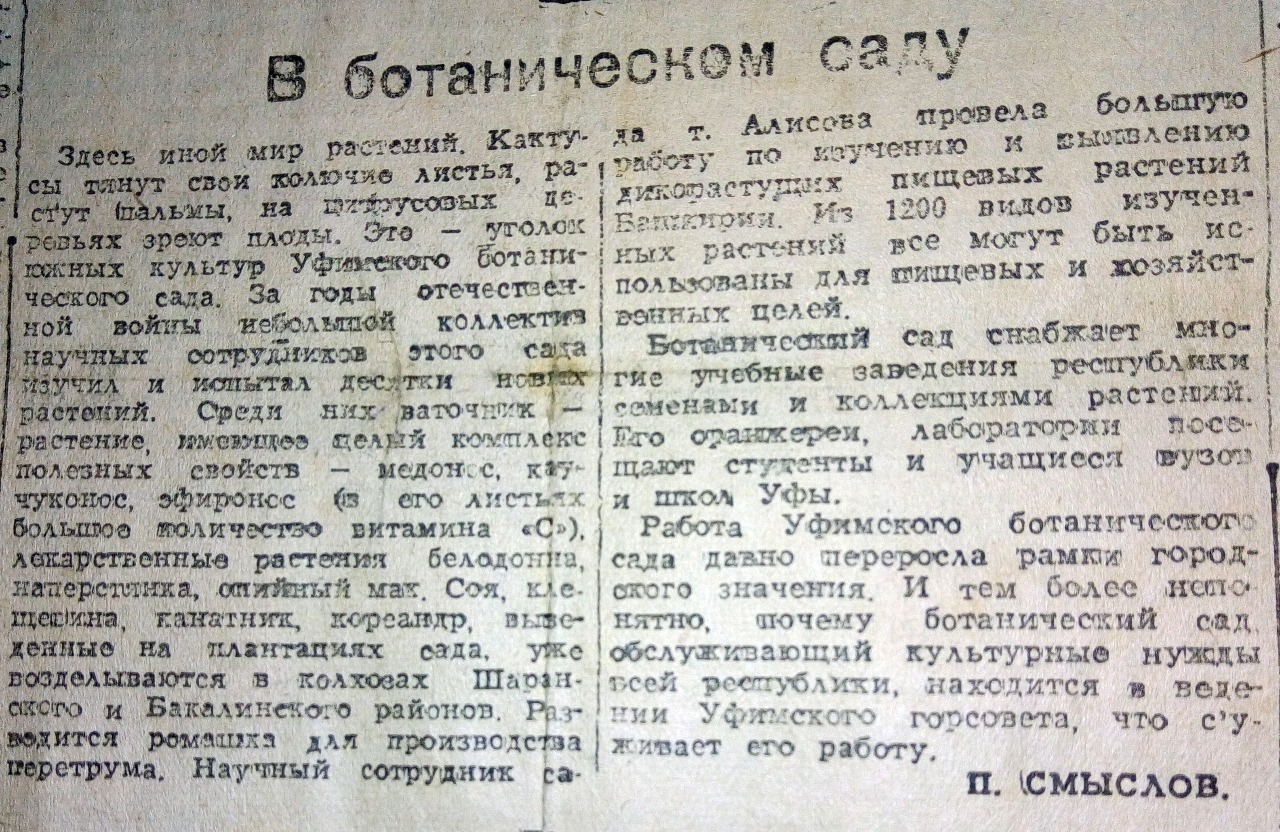 В ботаническом саду
Здесь иной мир растений. Какту-
сы тянут свои колючие листья, ра-
стут пальмы, на цитрусовых де-
ревьях зреют плоды. Это — уголок
южных культур Уфимского ботани-
ческого сада. За годы отечествен-
ной войны небольшой коллектив
научных сотрудников этого сада
изучил и испытал десятки новых
растений. Среди них ваточник —
растение, имеющее целый комплекс
полезных свойств — медонос, кау-
чуконос, эфиронос (в его листьях
большое количество витамина «С»),
лекарственные растения белодонна,
наперстянка, опийный мак. Соя, кле-
щевина, канатник, кореандр, выве-
денные на плантациях сада, уже
возделываются в колхозах Шаран-
ского и Бакалинского районов. Раз-
водится ромашка для производства
перетрума. Научный сотрудник са-
да т. Алисова провела большую
работу по изучению и выявлению
дикорастущих пищевых растений
Башкирии. Из 1200 видов изучен-
ных растений все могут быть ис-
пользованы для пищевых и хозяйст-
венных целей.
Ботанический сад снабжает мно-
гие учебные заведения республики
семенами и коллекциями растений.
Его оранжереи, лаборатории посе-
щают студенты и учащиеся вузов
и школ Уфы.
Работа Уфимского ботанического
сада давно переросла рамки город-
ского значения. И тем более непо-
нятно, почему ботанический сад,
обслуживающий культурные нужды
всей республики, находится в веде-
нии Уфимского горсовета, что с'у-
живает его работу.
П. СМЫСЛОВ.